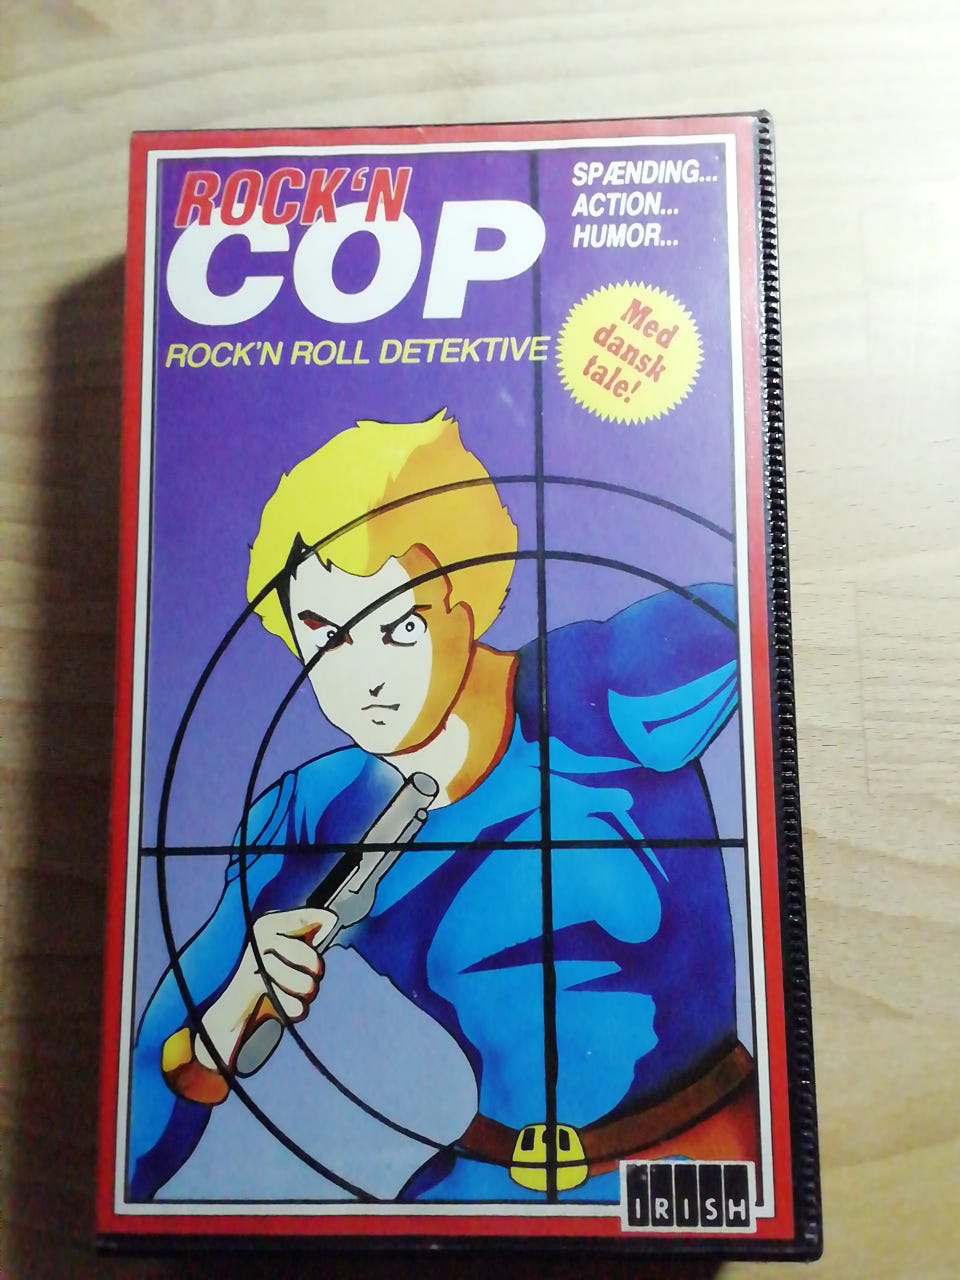 ROCK'N
COP
ROCK'N ROLL DETEKTIVE
SPÆNDING...
ACTION...
HUMOR...
Med
dansk
tale!
IRISH